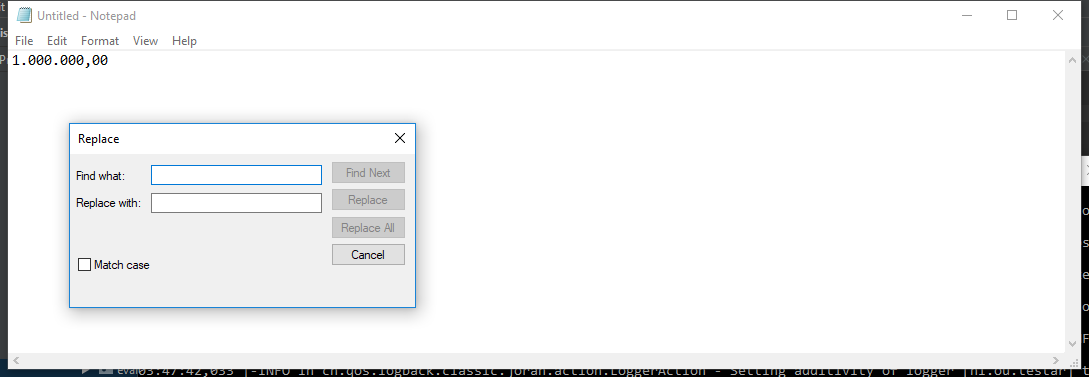 Untitled - Notepad
File Edit Format View Help
1.000.000,00
Replace
Find what:
Find Next
Replace with:
Replace
Replace All
Cancel
Match case
eval03:47:42,033 |-INFO in ch.qos.logback.classic.joran.action.LoggerAction - Setting additivity of logger [nl.ou.testar]